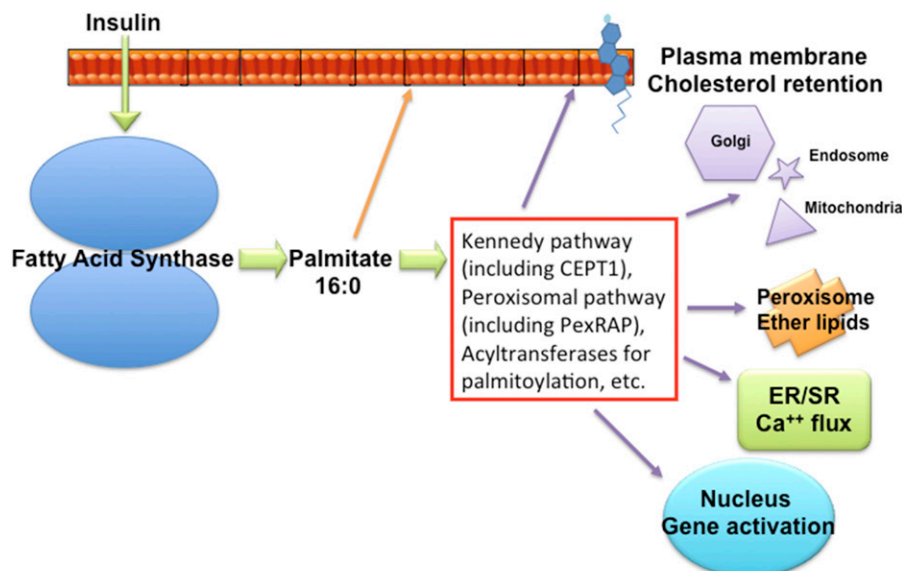 Insulin
Plasma membrane
Cholesterol retention
Golgi
Endosome
Mitochondria
Fatty Acid Synthase
Palmitate
16:0
Kennedy pathway
(including CEPT1),
Peroxisomal pathway
(including PexRAP),
Acyltransferases for
palmitoylation, etc.
Peroxisome
Ether lipids
ER/SR
Ca⁺⁺ flux
Nucleus
Gene activation